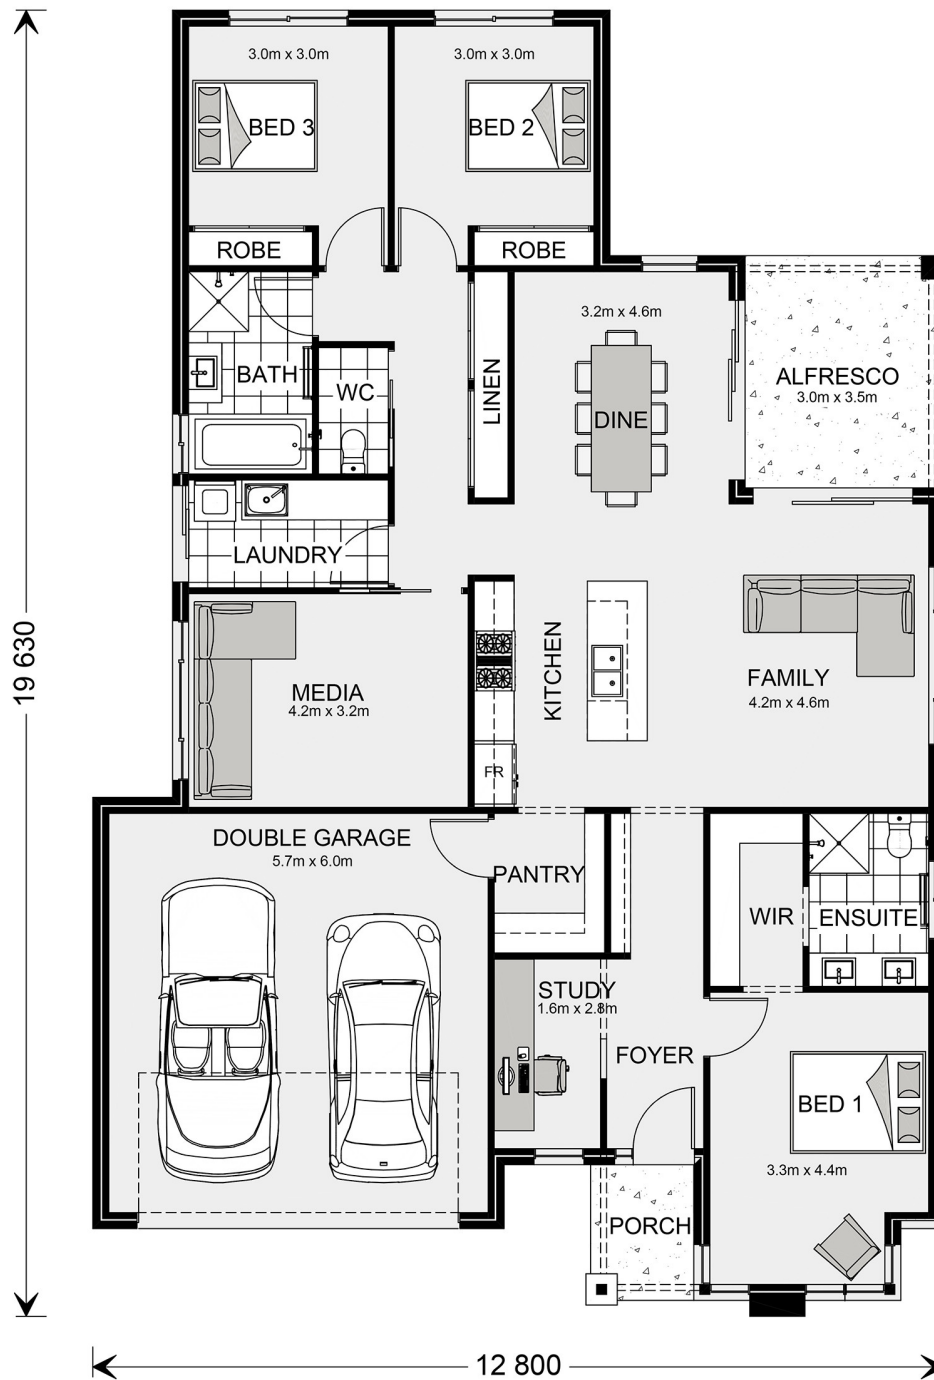 3.0m x 3.0m
3.0m x 3.0m
BED 3
BED 2
ROBE
ROBE
3.2m x 4.6m
BATH
WC
LINEN
DINE
ALFRESCO
3.0m x 3.5m
LAUNDRY
19 630
MEDIA
4.2m x 3.2m
KITCHEN
FAMILY
4.2m x 4.6m
FR
DOUBLE GARAGE
5.7m x 6.0m
PANTRY
WIR
ENSUITE
STUDY
1.6m x 2.8m
FOYER
BED 1
3.3m x 4.4m
PORCH
12 800